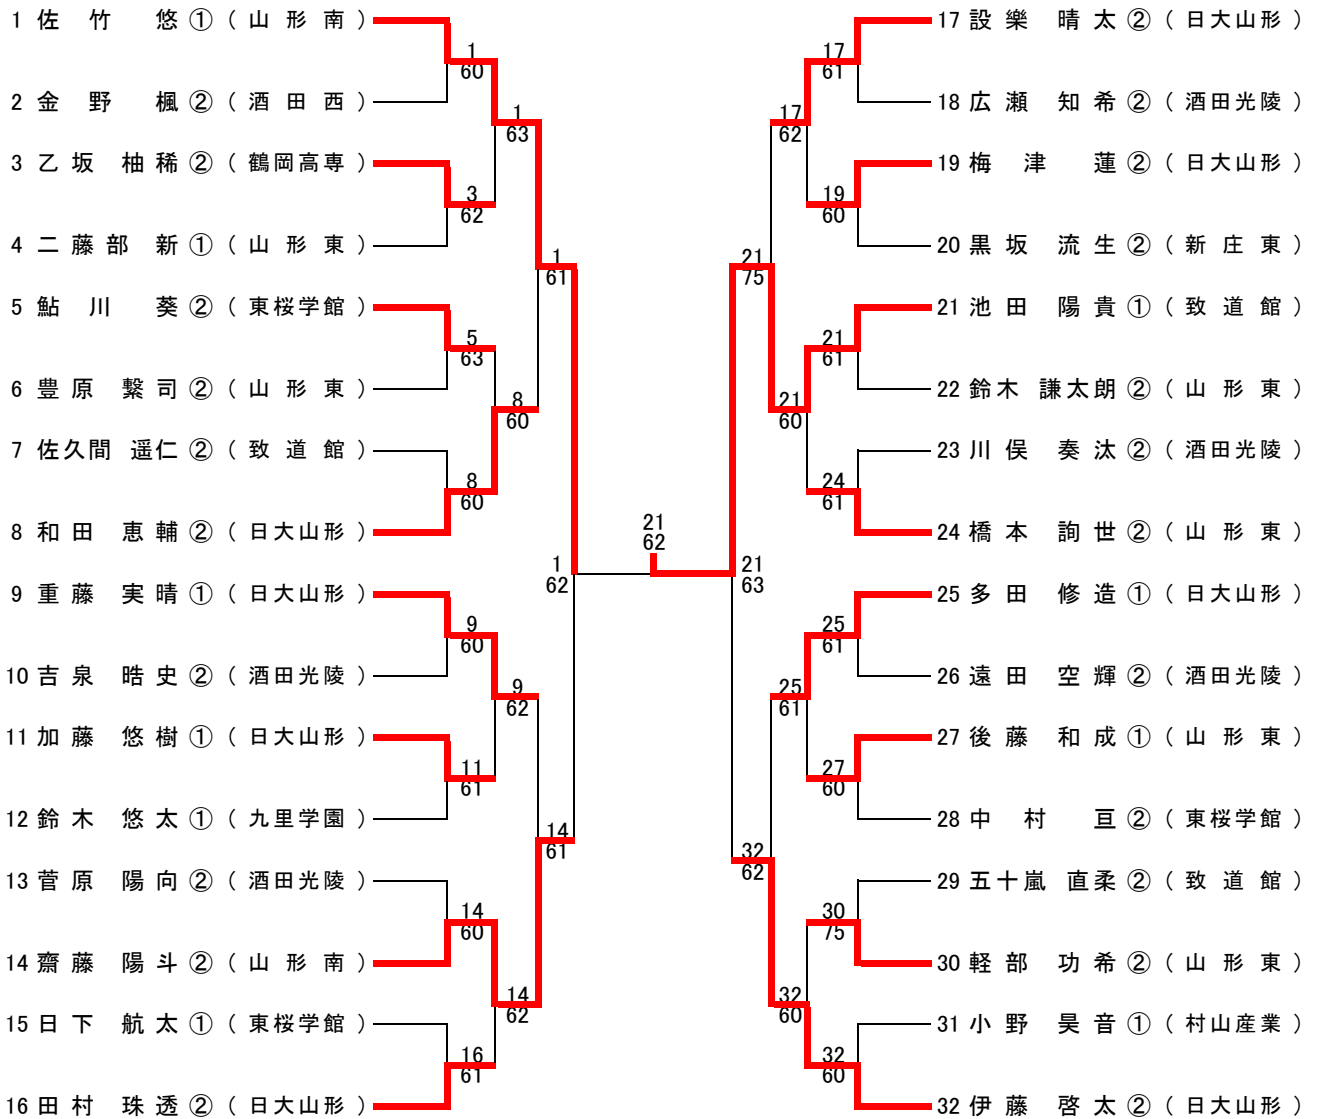 1 佐竹 悠 ① （山形南）
2 金野 楓 ② （酒田西）
3 乙坂 柚稀 ② （鶴岡高専）
4 二藤部 新 ① （山形東）
5 鮎川 葵 ② （東桜学館）
6 豊原 繋司 ② （山形東）
7 佐久間 遥仁 ② （致道館）
8 和田 恵輔 ② （日大山形）
9 重藤 実晴 ① （日大山形）
10 吉泉 晧史 ② （酒田光陵）
11 加藤 悠樹 ① （日大山形）
12 鈴木 悠太 ① （九里学園）
13 菅原 陽向 ② （酒田光陵）
14 齋藤 陽斗 ② （山形南）
15 日下 航太 ① （東桜学館）
16 田村 珠透 ② （日大山形）
1
60
3
62
5
63
8
60
9
60
11
61
14
60
16
61
1
63
8
60
9
62
14
62
1
61
14
61
1
62
21
62
21
63
21
75
32
62
17
62
21
60
25
61
32
60
17
61
19
60
21
61
24
61
25
61
27
60
30
75
32
60
17 設樂 晴太 ② （日大山形）
18 広瀬 知希 ② （酒田光陵）
19 梅津 蓮 ② （日大山形）
20 黒坂 流生 ② （新庄東）
21 池田 陽貴 ① （致道館）
22 鈴木 謙太朗 ② （山形東）
23 川俣 奏汰 ② （酒田光陵）
24 橋本 詢世 ② （山形東）
25 多田 修造 ① （日大山形）
26 遠田 空輝 ② （酒田光陵）
27 後藤 和成 ① （山形東）
28 中村 亘 ② （東桜学館）
29 五十嵐 直柔 ② （致道館）
30 軽部 功希 ② （山形東）
31 小野 昊音 ① （村山産業）
32 伊藤 啓太 ② （日大山形）